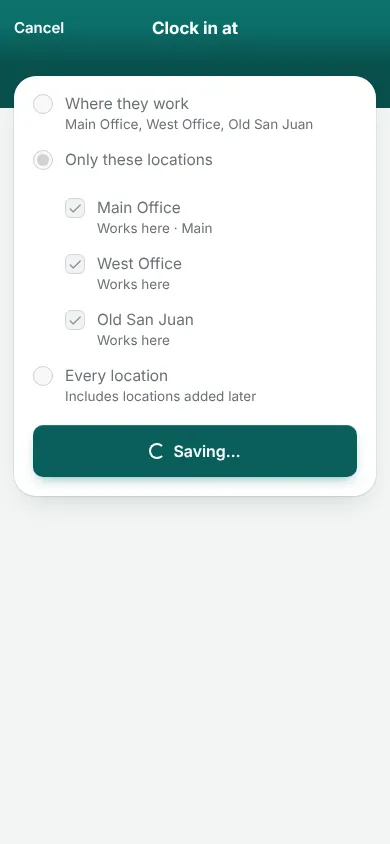 Cancel
Clock in at
Where they work
Main Office, West Office, Old San Juan
Only these locations
Main Office
Works here · Main
West Office
Works here
Old San Juan
Works here
Every location
Includes locations added later
Saving...